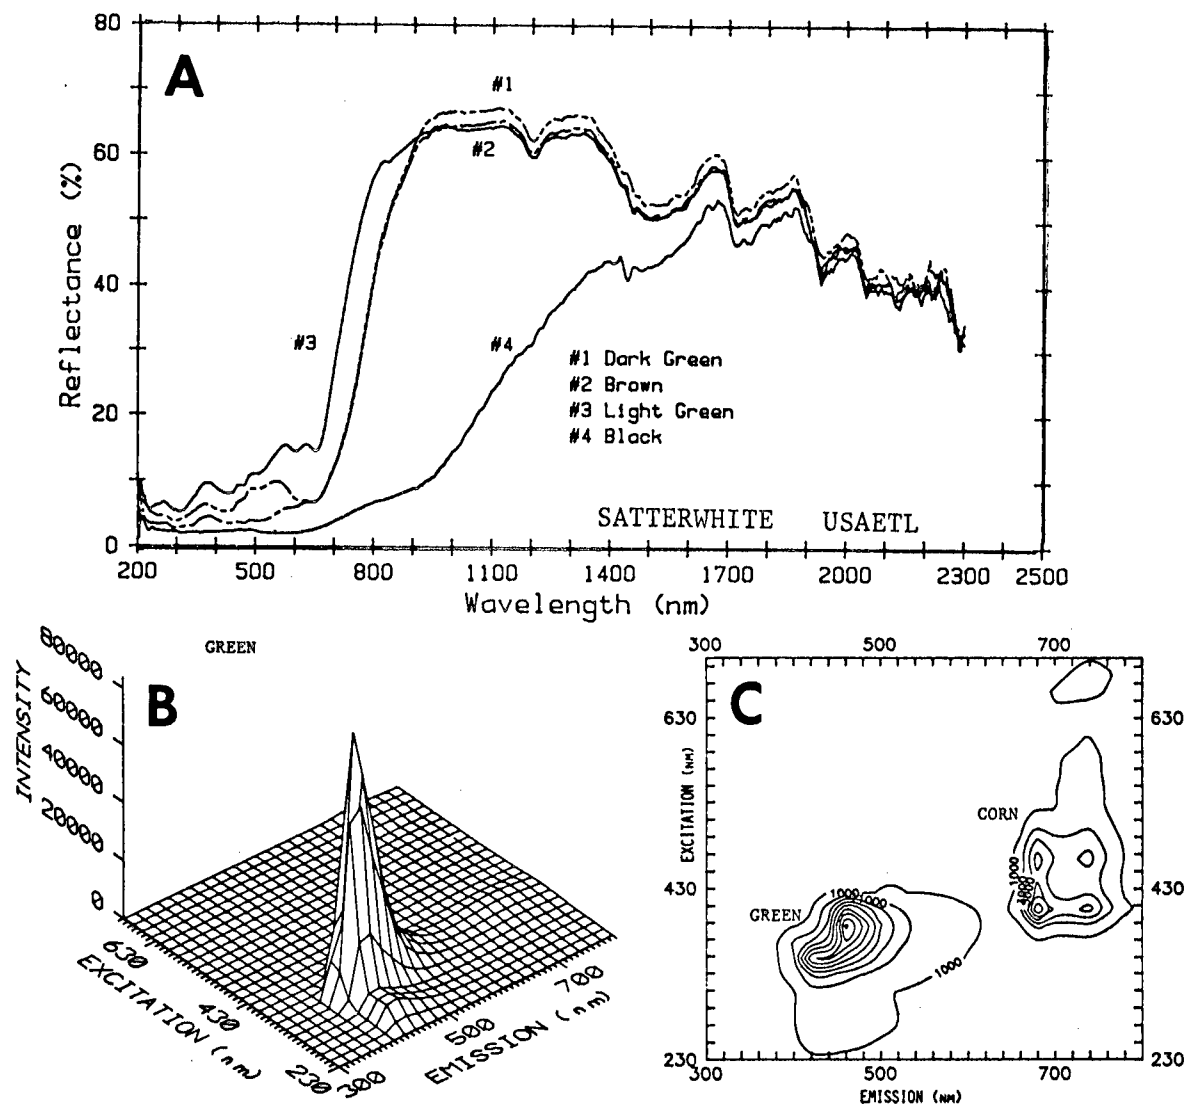 A
80
60
40
20
0
Reflectance (%)
#1
#2
#3
#4
#1 Dark Green
#2 Brown
#3 Light Green
#4 Black
SATTERWHITE USAETL
200 500 800 1100 1400 1700 2000 2300 2500
Wavelength (nm)
GREEN
B
80000
60000
40000
20000
0
INTENSITY
630
430
230
EXCITATION (nm)
300
500
700
EMISSION (nm)
300 500 700
C
630 630
430 430
230 230
EXCITATION (NM)
CORN
1000
GREEN
1000
1000
300 500 700
EMISSION (NM)